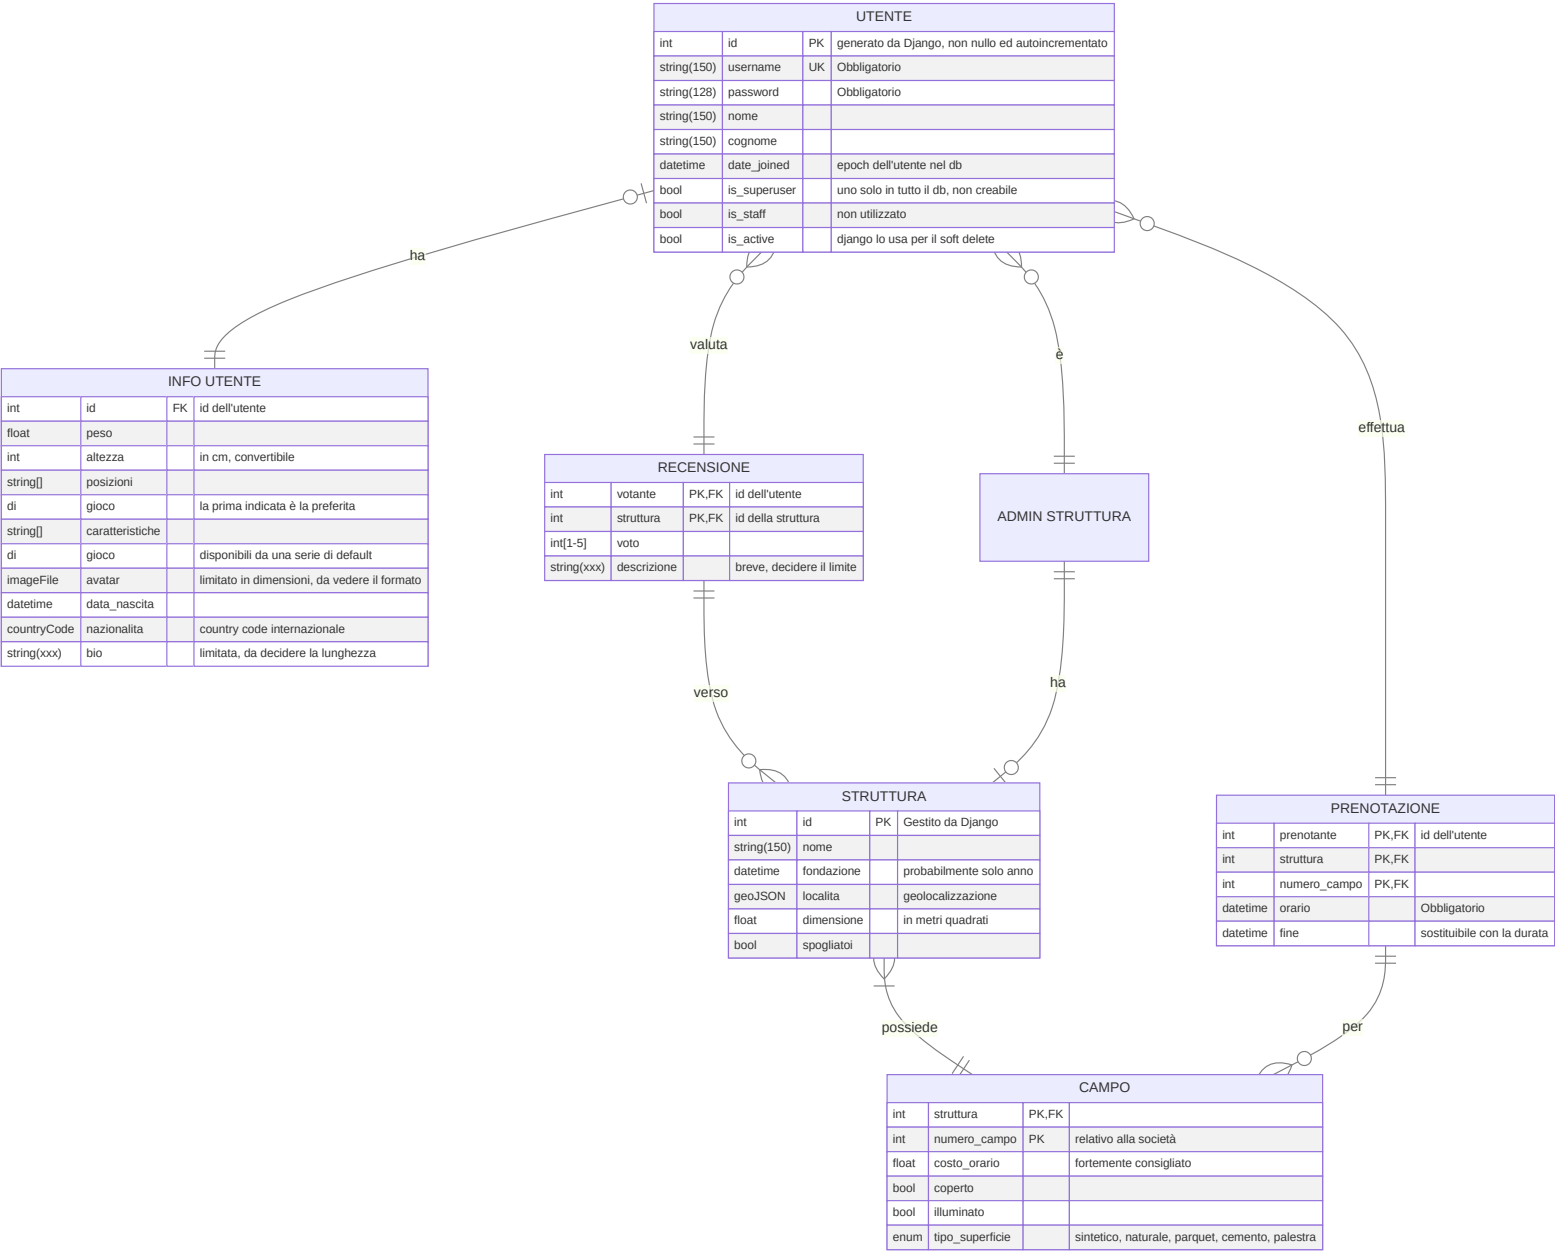 UTENTE
int id PK generato da Django, non nullo ed autoincrementato
string(150) username UK Obbligatorio
string(128) password Obbligatorio
string(150) nome
string(150) cognome
datetime date_joined epoch dell'utente nel db
bool is_superuser uno solo in tutto il db, non creabile
bool is_staff non utilizzato
bool is_active django lo usa per il soft delete
ha
valuta
è
effettua
INFO UTENTE
int id FK id dell'utente
float peso
int altezza in cm, convertibile
string[] posizioni
di gioco la prima indicata è la preferita
string[] caratteristiche
di gioco disponibili da una serie di default
imageFile avatar limitato in dimensioni, da vedere il formato
datetime data_nascita
countryCode nazionalita country code internazionale
string(xxx) bio limitata, da decidere la lunghezza
RECENSIONE
int votante PK,FK id dell'utente
int struttura PK,FK id della struttura
int[1-5] voto
string(xxx) descrizione breve, decidere il limite
ADMIN STRUTTURA
verso
ha
STRUTTURA
int id PK Gestito da Django
string(150) nome
datetime fondazione probabilmente solo anno
geoJSON localita geolocalizzazione
float dimensione in metri quadrati
bool spogliatoi
PRENOTAZIONE
int prenotante PK,FK id dell'utente
int struttura PK,FK
int numero_campo PK,FK
datetime orario Obbligatorio
datetime fine sostituibile con la durata
possiede
per
CAMPO
int struttura PK,FK
int numero_campo PK relativo alla società
float costo_orario fortemente consigliato
bool coperto
bool illuminato
enum tipo_superficie sintetico, naturale, parquet, cemento, palestra